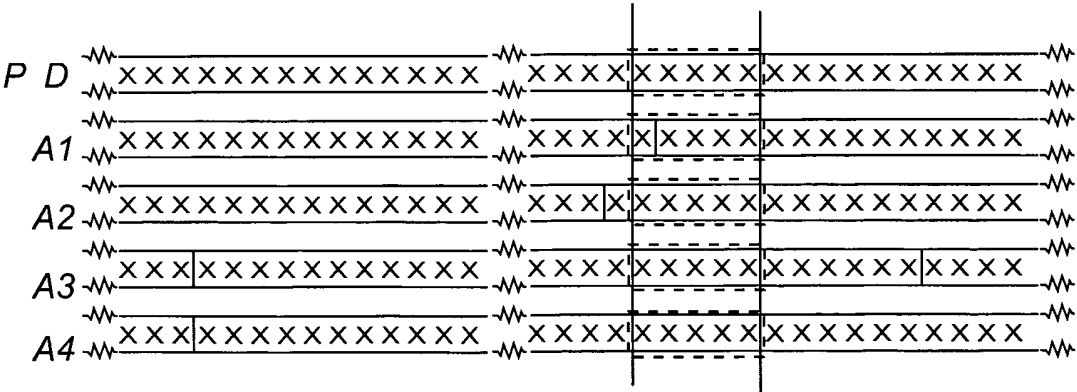 P D X X X X X X X X X X X X X X X X X X X X X X X X X X X X X X X X X
A1 X X X X X X X X X X X X X X X X X X X X X X X X X X X X X X X X X
A2 X X X X X X X X X X X X X X X X X X X X X X X X X X X X X X X X X
A3 X X X X X X X X X X X X X X X X X X X X X X X X X X X X X X X X X
A4 X X X X X X X X X X X X X X X X X X X X X X X X X X X X X X X X X